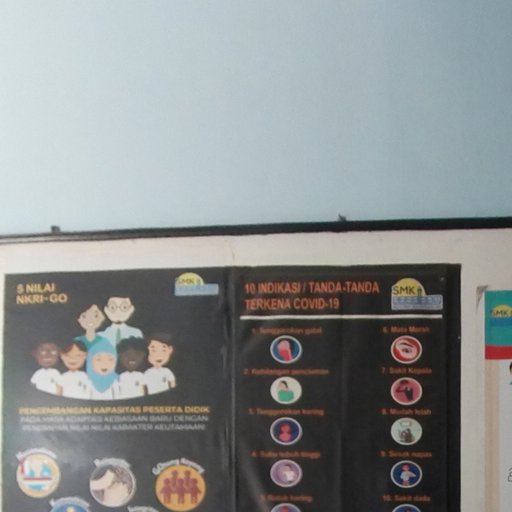 5 NILAI
NKRI-GO
PENGEMBANGAN KAPASITAS PESERTA DIDIK
PADA MASA ADAPTASI KEBIASAAN BARU DENGAN
PENERAPAN NILAI NILAI KARAKTER KEUTAMAAN
Gotong Royong
10 INDIKASI / TANDA-TANDA
TERKENA COVID-19
SMK
1. Tenggorokan gatal
2. Kehilangan penciuman
3. Tenggorokan kering
4. Suhu tubuh tinggi
5. Batuk kering
6. Mata Merah
7. Sakit Kepala
8. Mudah lelah
9. Sesak napas
10. Sakit dada
SMK